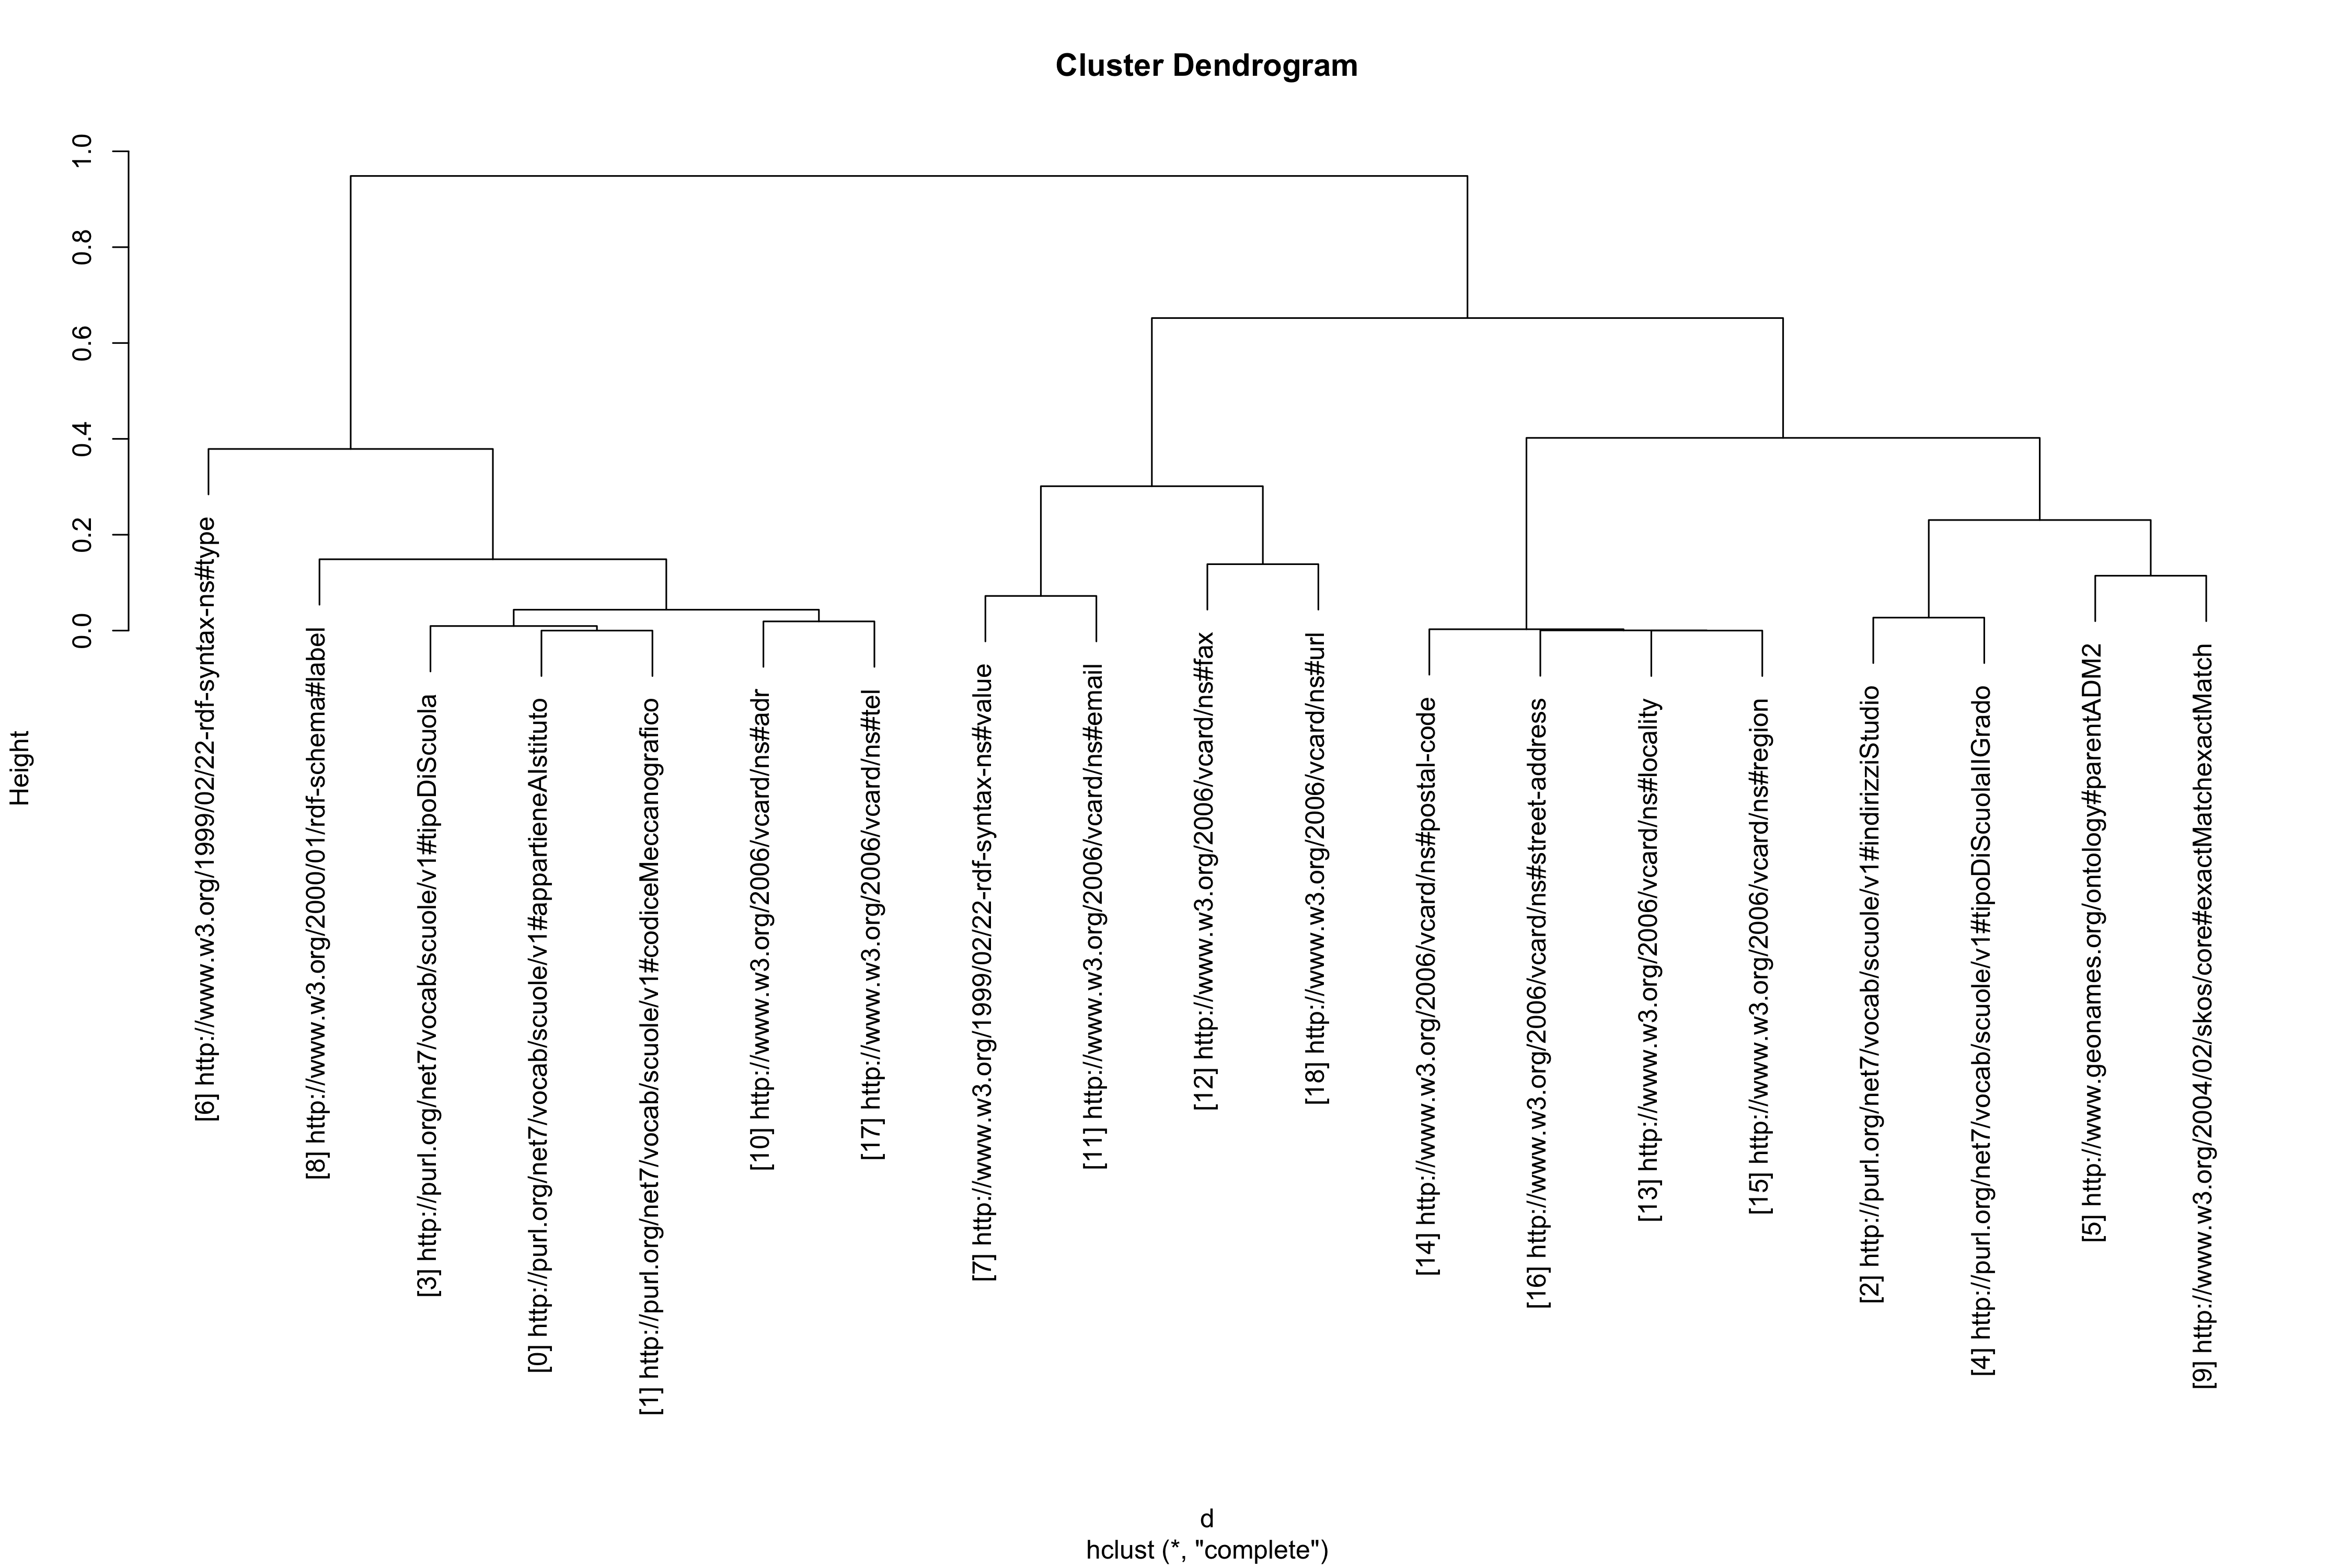 Cluster Dendrogram
Height
1.0
0.8
0.6
0.4
0.2
0.0
[6] http://www.w3.org/1999/02/22-rdf-syntax-ns#type
[8] http://www.w3.org/2000/01/rdf-schema#label
[3] http://purl.org/net7/vocab/scuole/v1#tipoDiScuola
[0] http://purl.org/net7/vocab/scuole/v1#appartieneAIstituto
[1] http://purl.org/net7/vocab/scuole/v1#codiceMeccanografico
[10] http://www.w3.org/2006/vcard/ns#adr
[17] http://www.w3.org/2006/vcard/ns#tel
[7] http://www.w3.org/1999/02/22-rdf-syntax-ns#value
[11] http://www.w3.org/2006/vcard/ns#email
[12] http://www.w3.org/2006/vcard/ns#fax
[18] http://www.w3.org/2006/vcard/ns#url
[14] http://www.w3.org/2006/vcard/ns#postal-code
[16] http://www.w3.org/2006/vcard/ns#street-address
[13] http://www.w3.org/2006/vcard/ns#locality
[15] http://www.w3.org/2006/vcard/ns#region
[2] http://purl.org/net7/vocab/scuole/v1#indirizziStudio
[4] http://purl.org/net7/vocab/scuole/v1#tipoDiScuolaIIGrado
[5] http://www.geonames.org/ontology#parentADM2
[9] http://www.w3.org/2004/02/skos/core#exactMatchexactMatch
d
hclust (*, "complete")